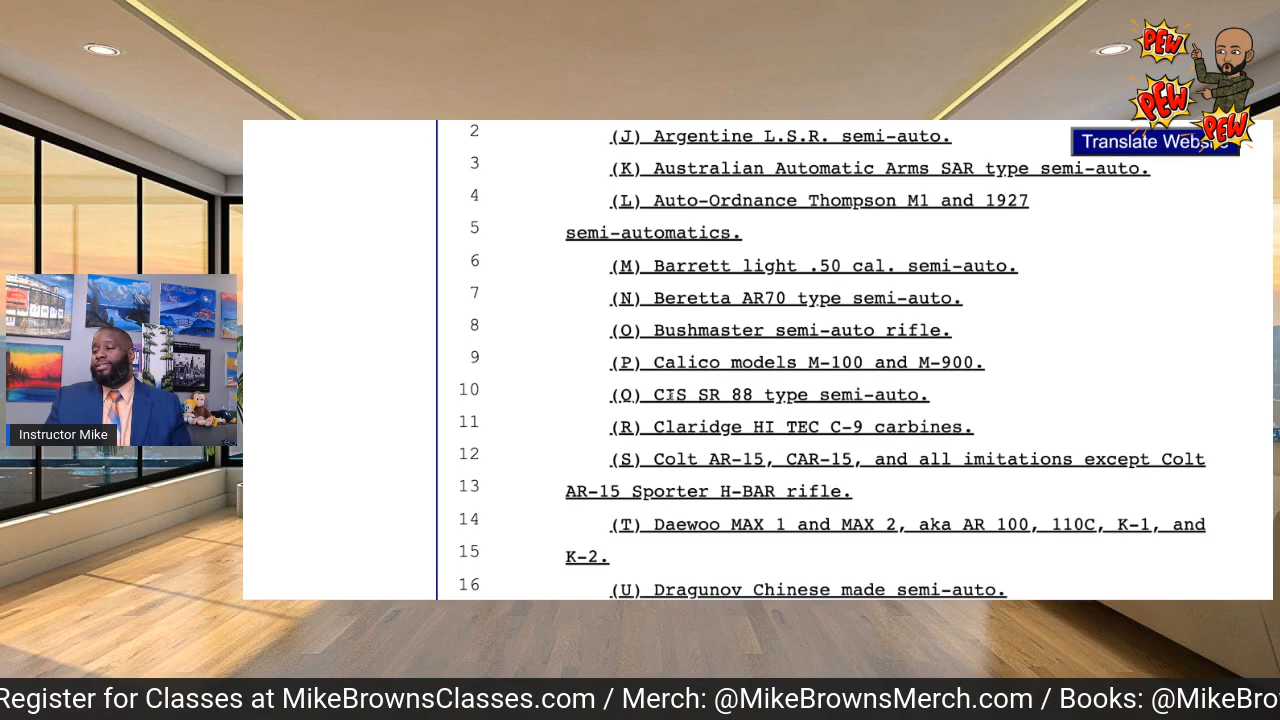 PEW
PEW
PEW
Translate Website
2 (J) Argentine L.S.R. semi-auto.
3 (K) Australian Automatic Arms SAR type semi-auto.
4 (L) Auto-Ordnance Thompson M1 and 1927
5 semi-automatics.
6 (M) Barrett light .50 cal. semi-auto.
7 (N) Beretta AR70 type semi-auto.
8 (O) Bushmaster semi-auto rifle.
9 (P) Calico models M-100 and M-900.
10 (Q) CIS SR 88 type semi-auto.
11 (R) Claridge HI TEC C-9 carbines.
12 (S) Colt AR-15, CAR-15, and all imitations except Colt
13 AR-15 Sporter H-BAR rifle.
14 (T) Daewoo MAX 1 and MAX 2, aka AR 100, 110C, K-1, and
15 K-2.
16 (U) Dragunov Chinese made semi-auto.
Instructor Mike
Register for Classes at MikeBrownsClasses.com / Merch: @MikeBrownsMerch.com / Books: @MikeBro